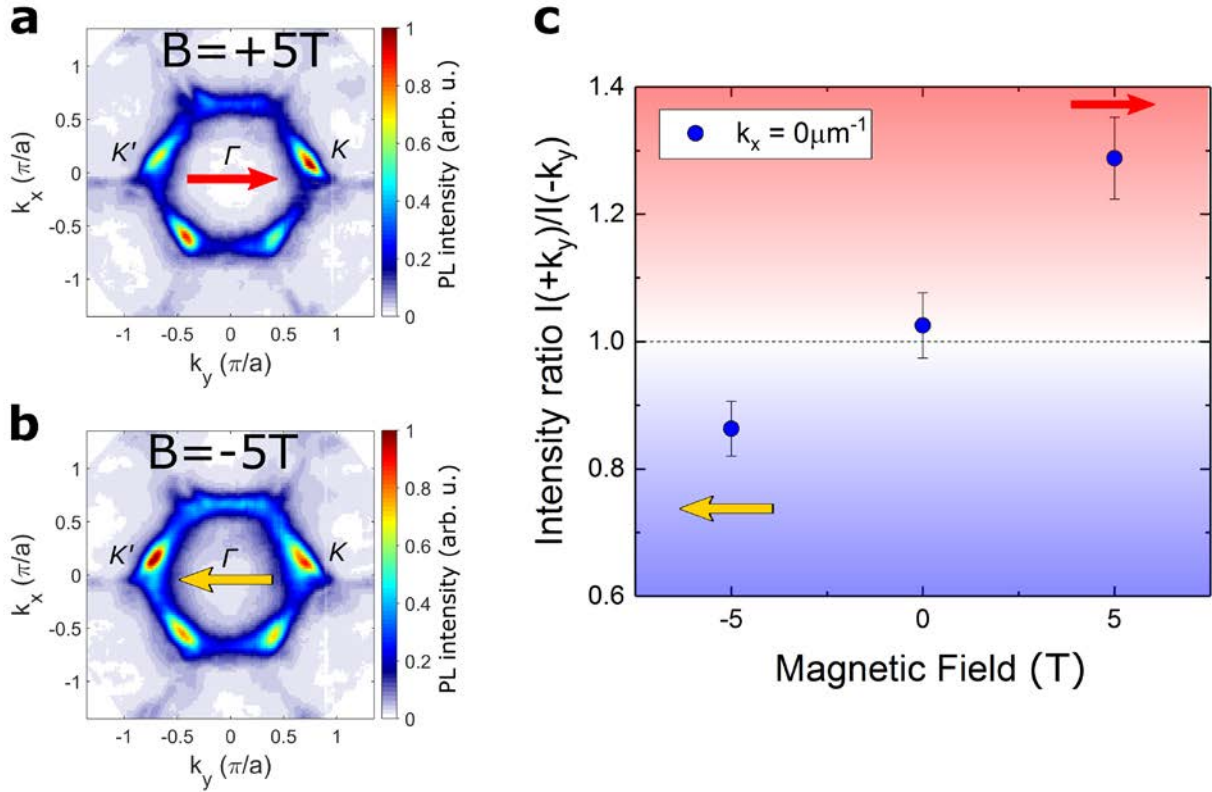 a
B=+5T
K'
Γ
K
k_x (π/a)
1
0.5
0
-0.5
-1
-1 -0.5 0 0.5 1
k_y (π/a)
1
0.8
0.6
0.4
0.2
0
PL intensity (arb. u.)
b
B=-5T
K'
Γ
K
k_x (π/a)
1
0.5
0
-0.5
-1
-1 -0.5 0 0.5 1
k_y (π/a)
1
0.8
0.6
0.4
0.2
0
PL intensity (arb. u.)
c
k_x = 0μm⁻¹
Intensity ratio I(+k_y)/I(-k_y)
1.4
1.2
1.0
0.8
0.6
-5 0 5
Magnetic Field (T)